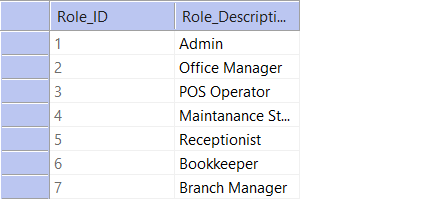 Role_ID Role_Descripti...
1 Admin
2 Office Manager
3 POS Operator
4 Maintanance St...
5 Receptionist
6 Bookkeeper
7 Branch Manager